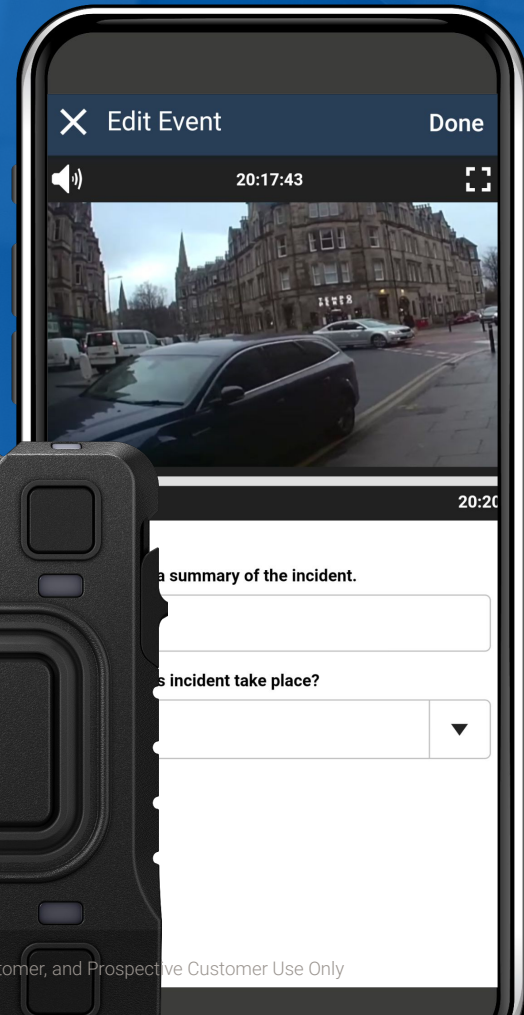 Edit Event
Done
20:17:43
20:20
a summary of the incident.
s incident take place?
tomer, and Prospective Customer Use Only